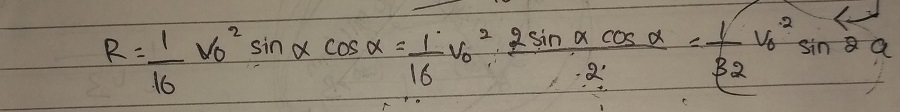 R = 1/16 v₀² sin α cos α = 1/16 v₀² · 2 sin α cos α / 2 = 1/32 v₀² sin 2α